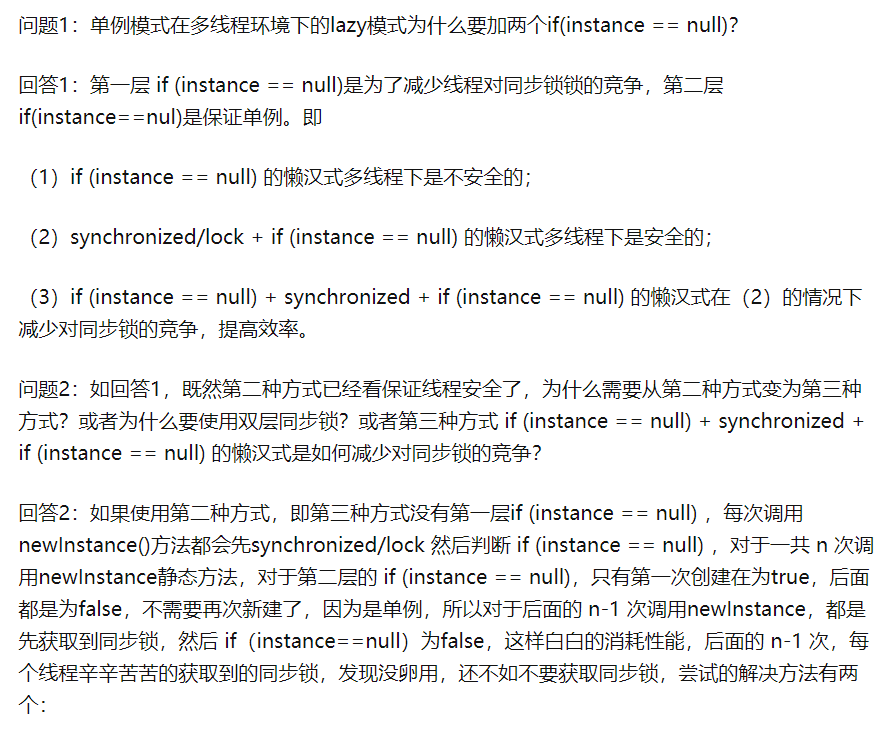 问题1：单例模式在多线程环境下的lazy模式为什么要加两个if(instance == null)？
回答1：第一层 if (instance == null)是为了减少线程对同步锁锁的竞争，第二层
if(instance==nul)是保证单例。即
（1）if (instance == null) 的懒汉式多线程下是不安全的；
（2）synchronized/lock + if (instance == null) 的懒汉式多线程下是安全的；
（3）if (instance == null) + synchronized + if (instance == null) 的懒汉式在（2）的情况下
减少对同步锁的竞争，提高效率。
问题2：如回答1，既然第二种方式已经看保证线程安全了，为什么需要从第二种方式变为第三种
方式？或者为什么要使用双层同步锁？或者第三种方式 if (instance == null) + synchronized +
if (instance == null) 的懒汉式是如何减少对同步锁的竞争？
回答2：如果使用第二种方式，即第三种方式没有第一层if (instance == null) ，每次调用
newInstance()方法都会先synchronized/lock 然后判断 if (instance == null) ，对于一共 n 次调
用newInstance静态方法，对于第二层的 if (instance == null)，只有第一次创建在为true，后面
都是为false，不需要再次新建了，因为是单例，所以对于后面的 n-1 次调用newInstance，都是
先获取到同步锁，然后 if（instance==null）为false，这样白白的消耗性能，后面的 n-1 次，每
个线程辛辛苦苦的获取到的同步锁，发现没卵用，还不如不要获取同步锁，尝试的解决方法有两
个：